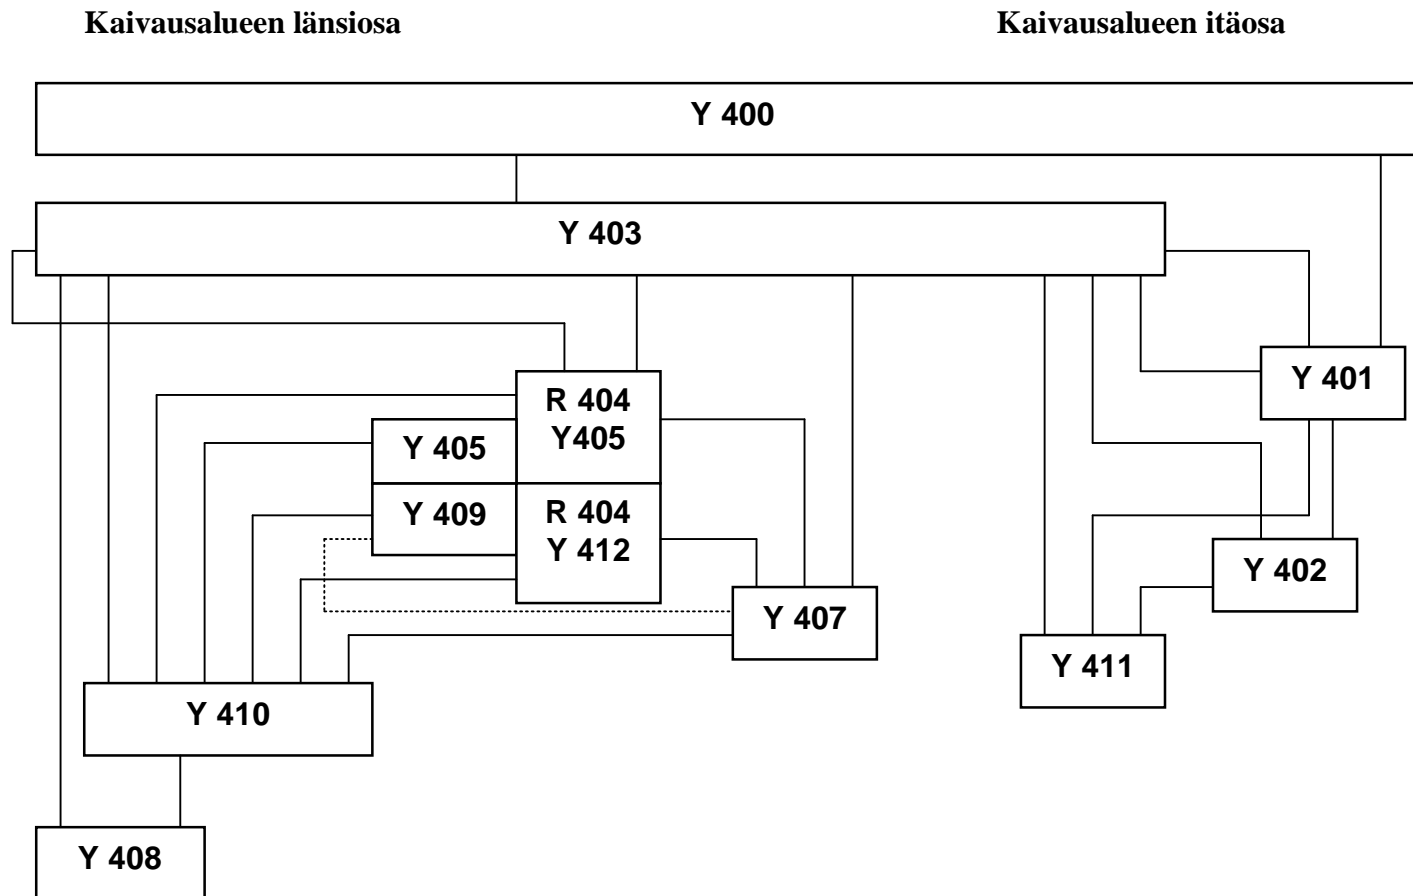 Kaivausalueen länsiosa
Kaivausalueen itäosa
Y 400
Y 403
Y 401
R 404
Y405
Y 405
Y 409
R 404
Y 412
Y 402
Y 407
Y 411
Y 410
Y 408